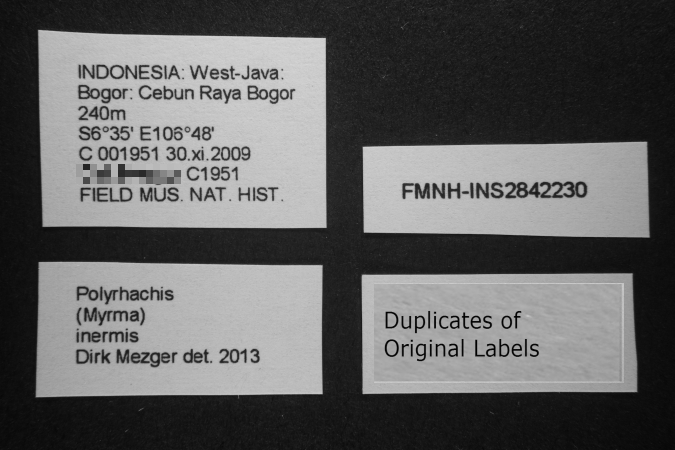 INDONESIA: West-Java:
Bogor: Cebun Raya Bogor
240m
S6°35' E106°48'
C 001951 30.xi.2009
C1951
FIELD MUS. NAT. HIST.
FMNH-INS2842230
Polyrhachis
(Myrma)
inermis
Dirk Mezger det. 2013
Duplicates of
Original Labels